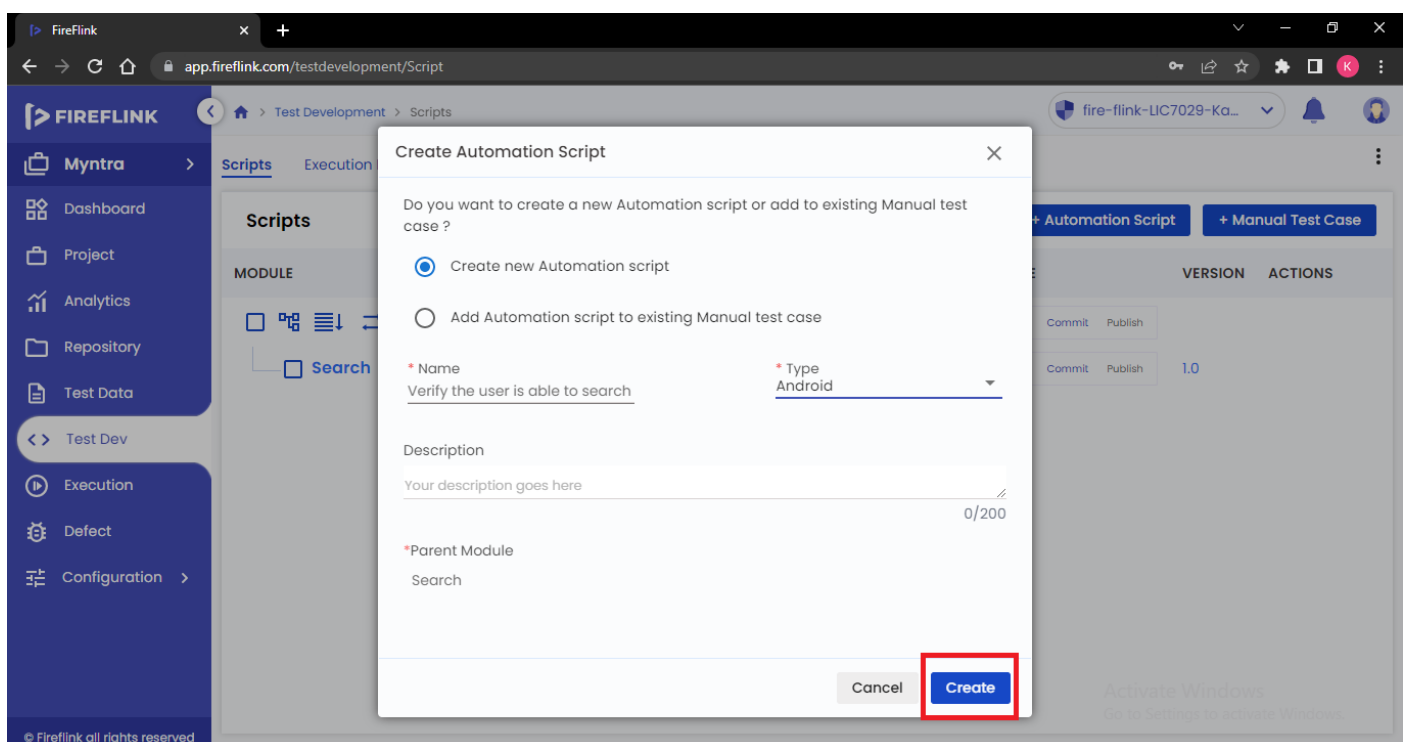 FireFlink
app.fireflink.com/testdevelopment/Script
K
FIREFLINK
Test Development > Scripts
fire-flink-LIC7029-Ka...
Myntra
Scripts
Execution
Dashboard
Project
Analytics
Repository
Test Data
Test Dev
Execution
Defect
Configuration
© Fireflink all rights reserved
Scripts
+ Automation Script
+ Manual Test Case
MODULE
VERSION
ACTIONS
Commit Publish
Search
Commit Publish
1.0
Create Automation Script
Do you want to create a new Automation script or add to existing Manual test
case ?
Create new Automation script
Add Automation script to existing Manual test case
* Name
Verify the user is able to search
* Type
Android
Description
Your description goes here
0/200
*Parent Module
Search
Cancel
Create
Activate Windows
Go to Settings to activate Windows.